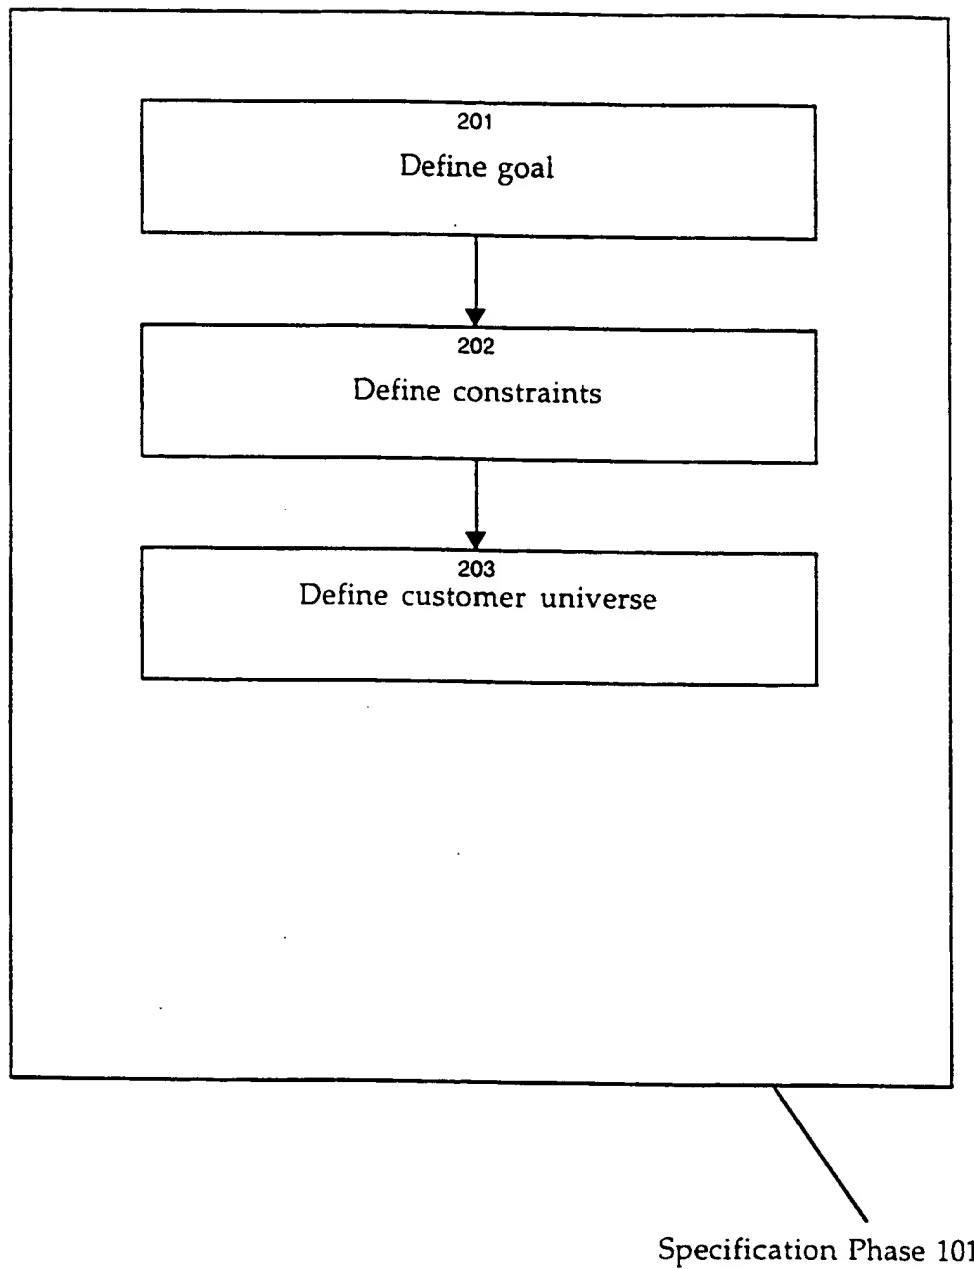 201
Define goal
202
Define constraints
203
Define customer universe
Specification Phase 101